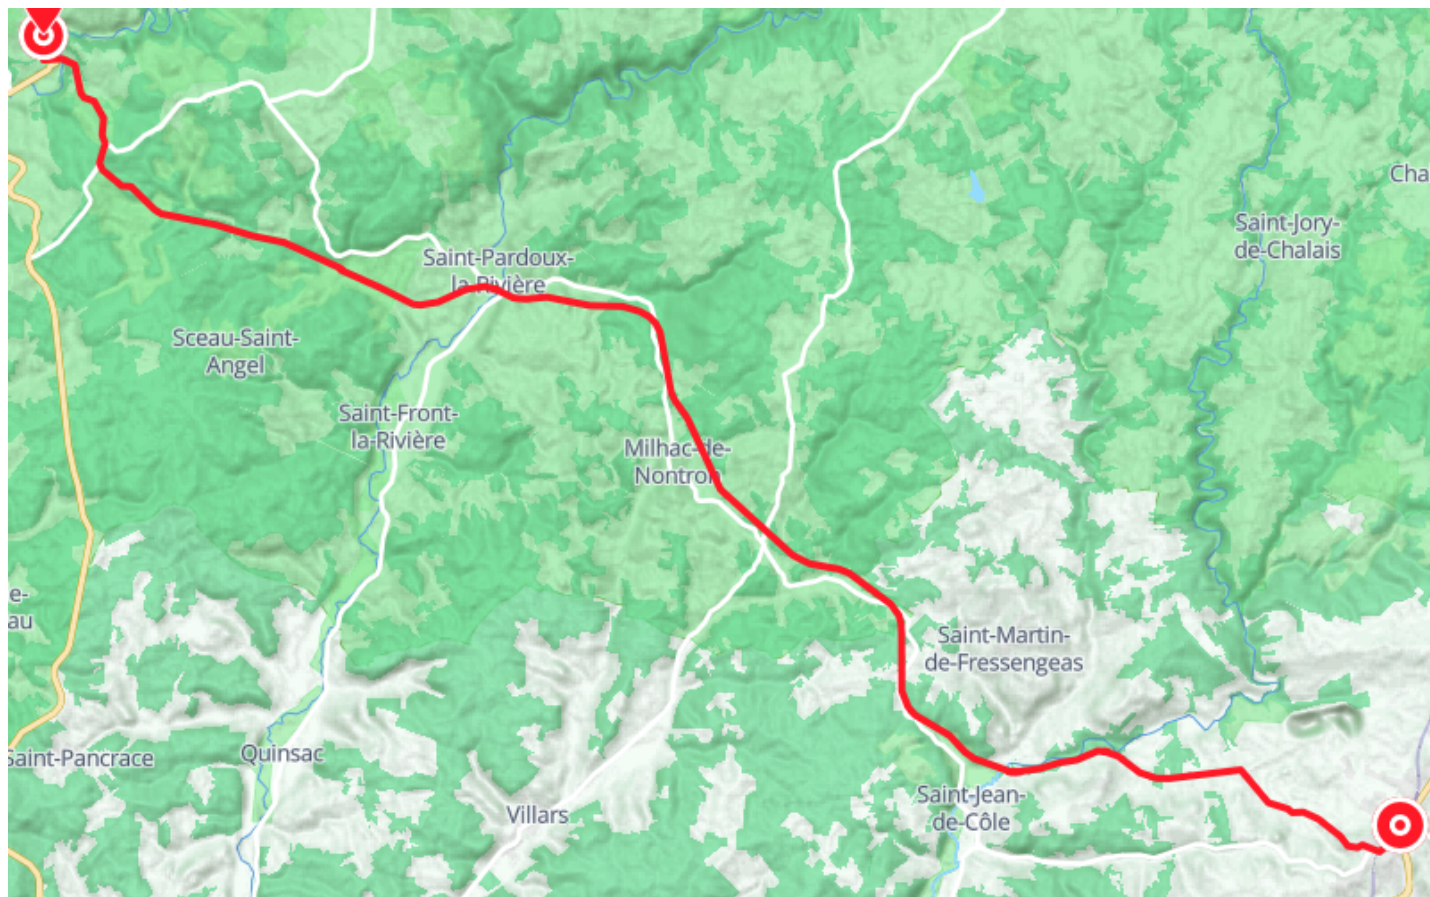 Cha
Saint-Jory-
de-Chalais
Saint-Pardoux-
la-Rivière
Sceau-Saint-
Angel
Saint-Front-
la-Rivière
Milhac-de-
Nontron
e-
au
Saint-Martin-
de-Fressengeas
Saint-Pancrace
Quinsac
Villars
Saint-Jean-
de-Côle